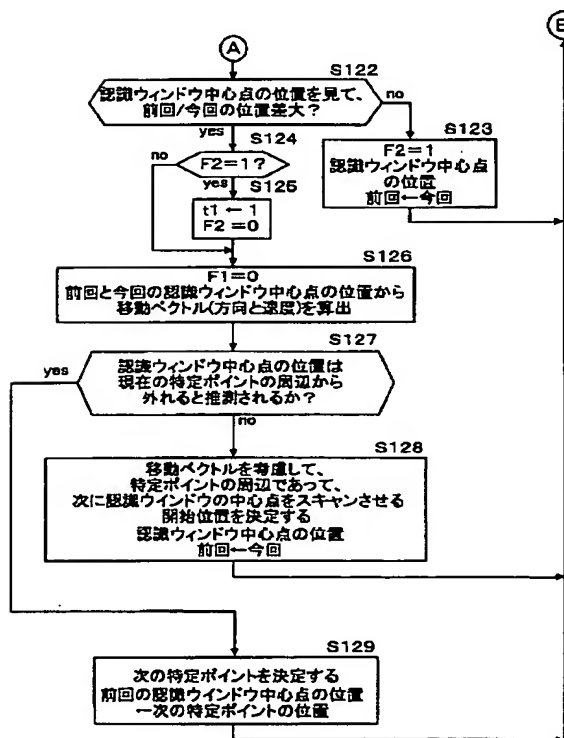 B
A
S122
認識ウィンドウ中心点の位置を見て、
前回/今回の位置差大?
no
yes
S124
S123
F2=1
認識ウィンドウ中心点
の位置
前回←今回
no
F2=1?
yes
S125
t1 ← 1
F2 =0
S126
F1=0
前回と今回の認識ウィンドウ中心点の位置から
移動ベクトル(方向と速度)を算出
S127
yes
認識ウィンドウ中心点の位置は
現在の特定ポイントの周辺から
外れると推測されるか?
no
S128
移動ベクトルを考慮して、
特定ポイントの周辺であって、
次に認識ウインドウの中心点をスキャンさせる
開始位置を決定する
認識ウィンドウ中心点の位置
前回←今回
S129
次の特定ポイントを決定する
前回の認識ウインドウ中心点の位置
←次の特定ポイントの位置